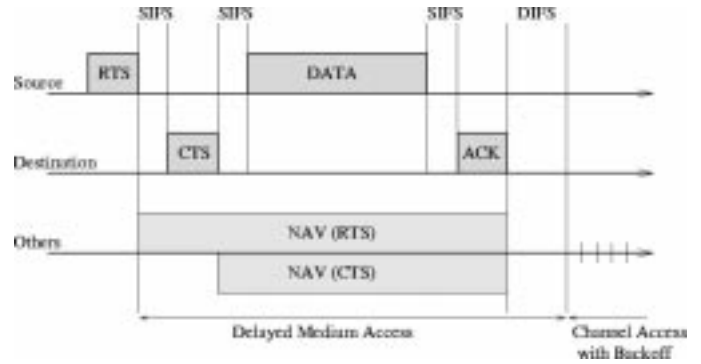 SIFS SIFS SIFS DIFS
RTS DATA
Source
CTS ACK
Destination
NAV (RTS)
Others
NAV (CTS)
Delayed Medium Access
Channel Access
with Backoff